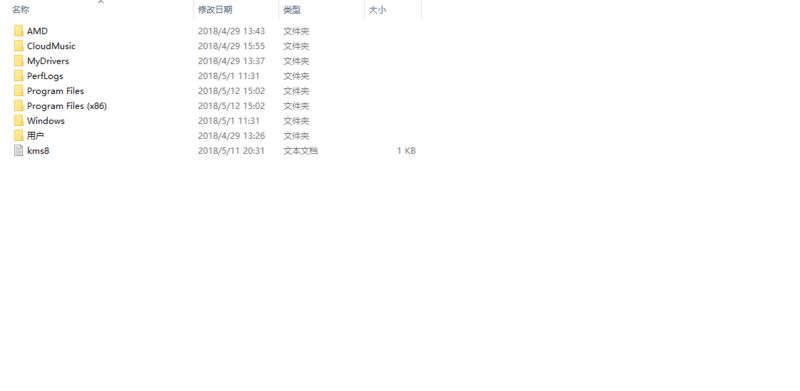 名称 修改日期 类型 大小
AMD 2018/4/29 13:43 文件夹
CloudMusic 2018/4/29 15:55 文件夹
MyDrivers 2018/4/29 13:37 文件夹
PerfLogs 2018/5/1 11:31 文件夹
Program Files 2018/5/12 15:02 文件夹
Program Files (x86) 2018/5/12 15:02 文件夹
Windows 2018/5/1 11:31 文件夹
用户 2018/4/29 13:26 文件夹
kms8 2018/5/11 20:31 文本文档 1 KB